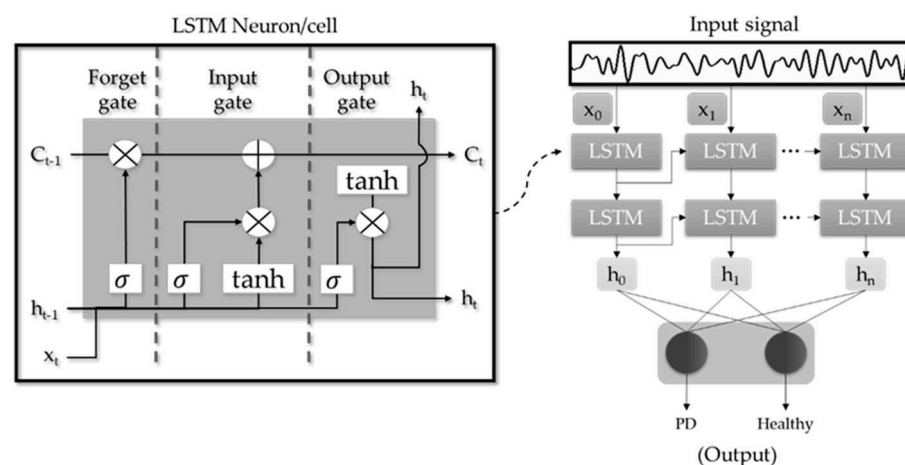 LSTM Neuron/cell
Forget
gate
Input
gate
Output
gate
h_t
C_{t-1}
C_t
tanh
σ
σ
tanh
σ
h_{t-1}
h_t
x_t
Input signal
x_0
x_1
x_n
LSTM
LSTM
LSTM
LSTM
LSTM
LSTM
h_0
h_1
h_n
PD
Healthy
(Output)